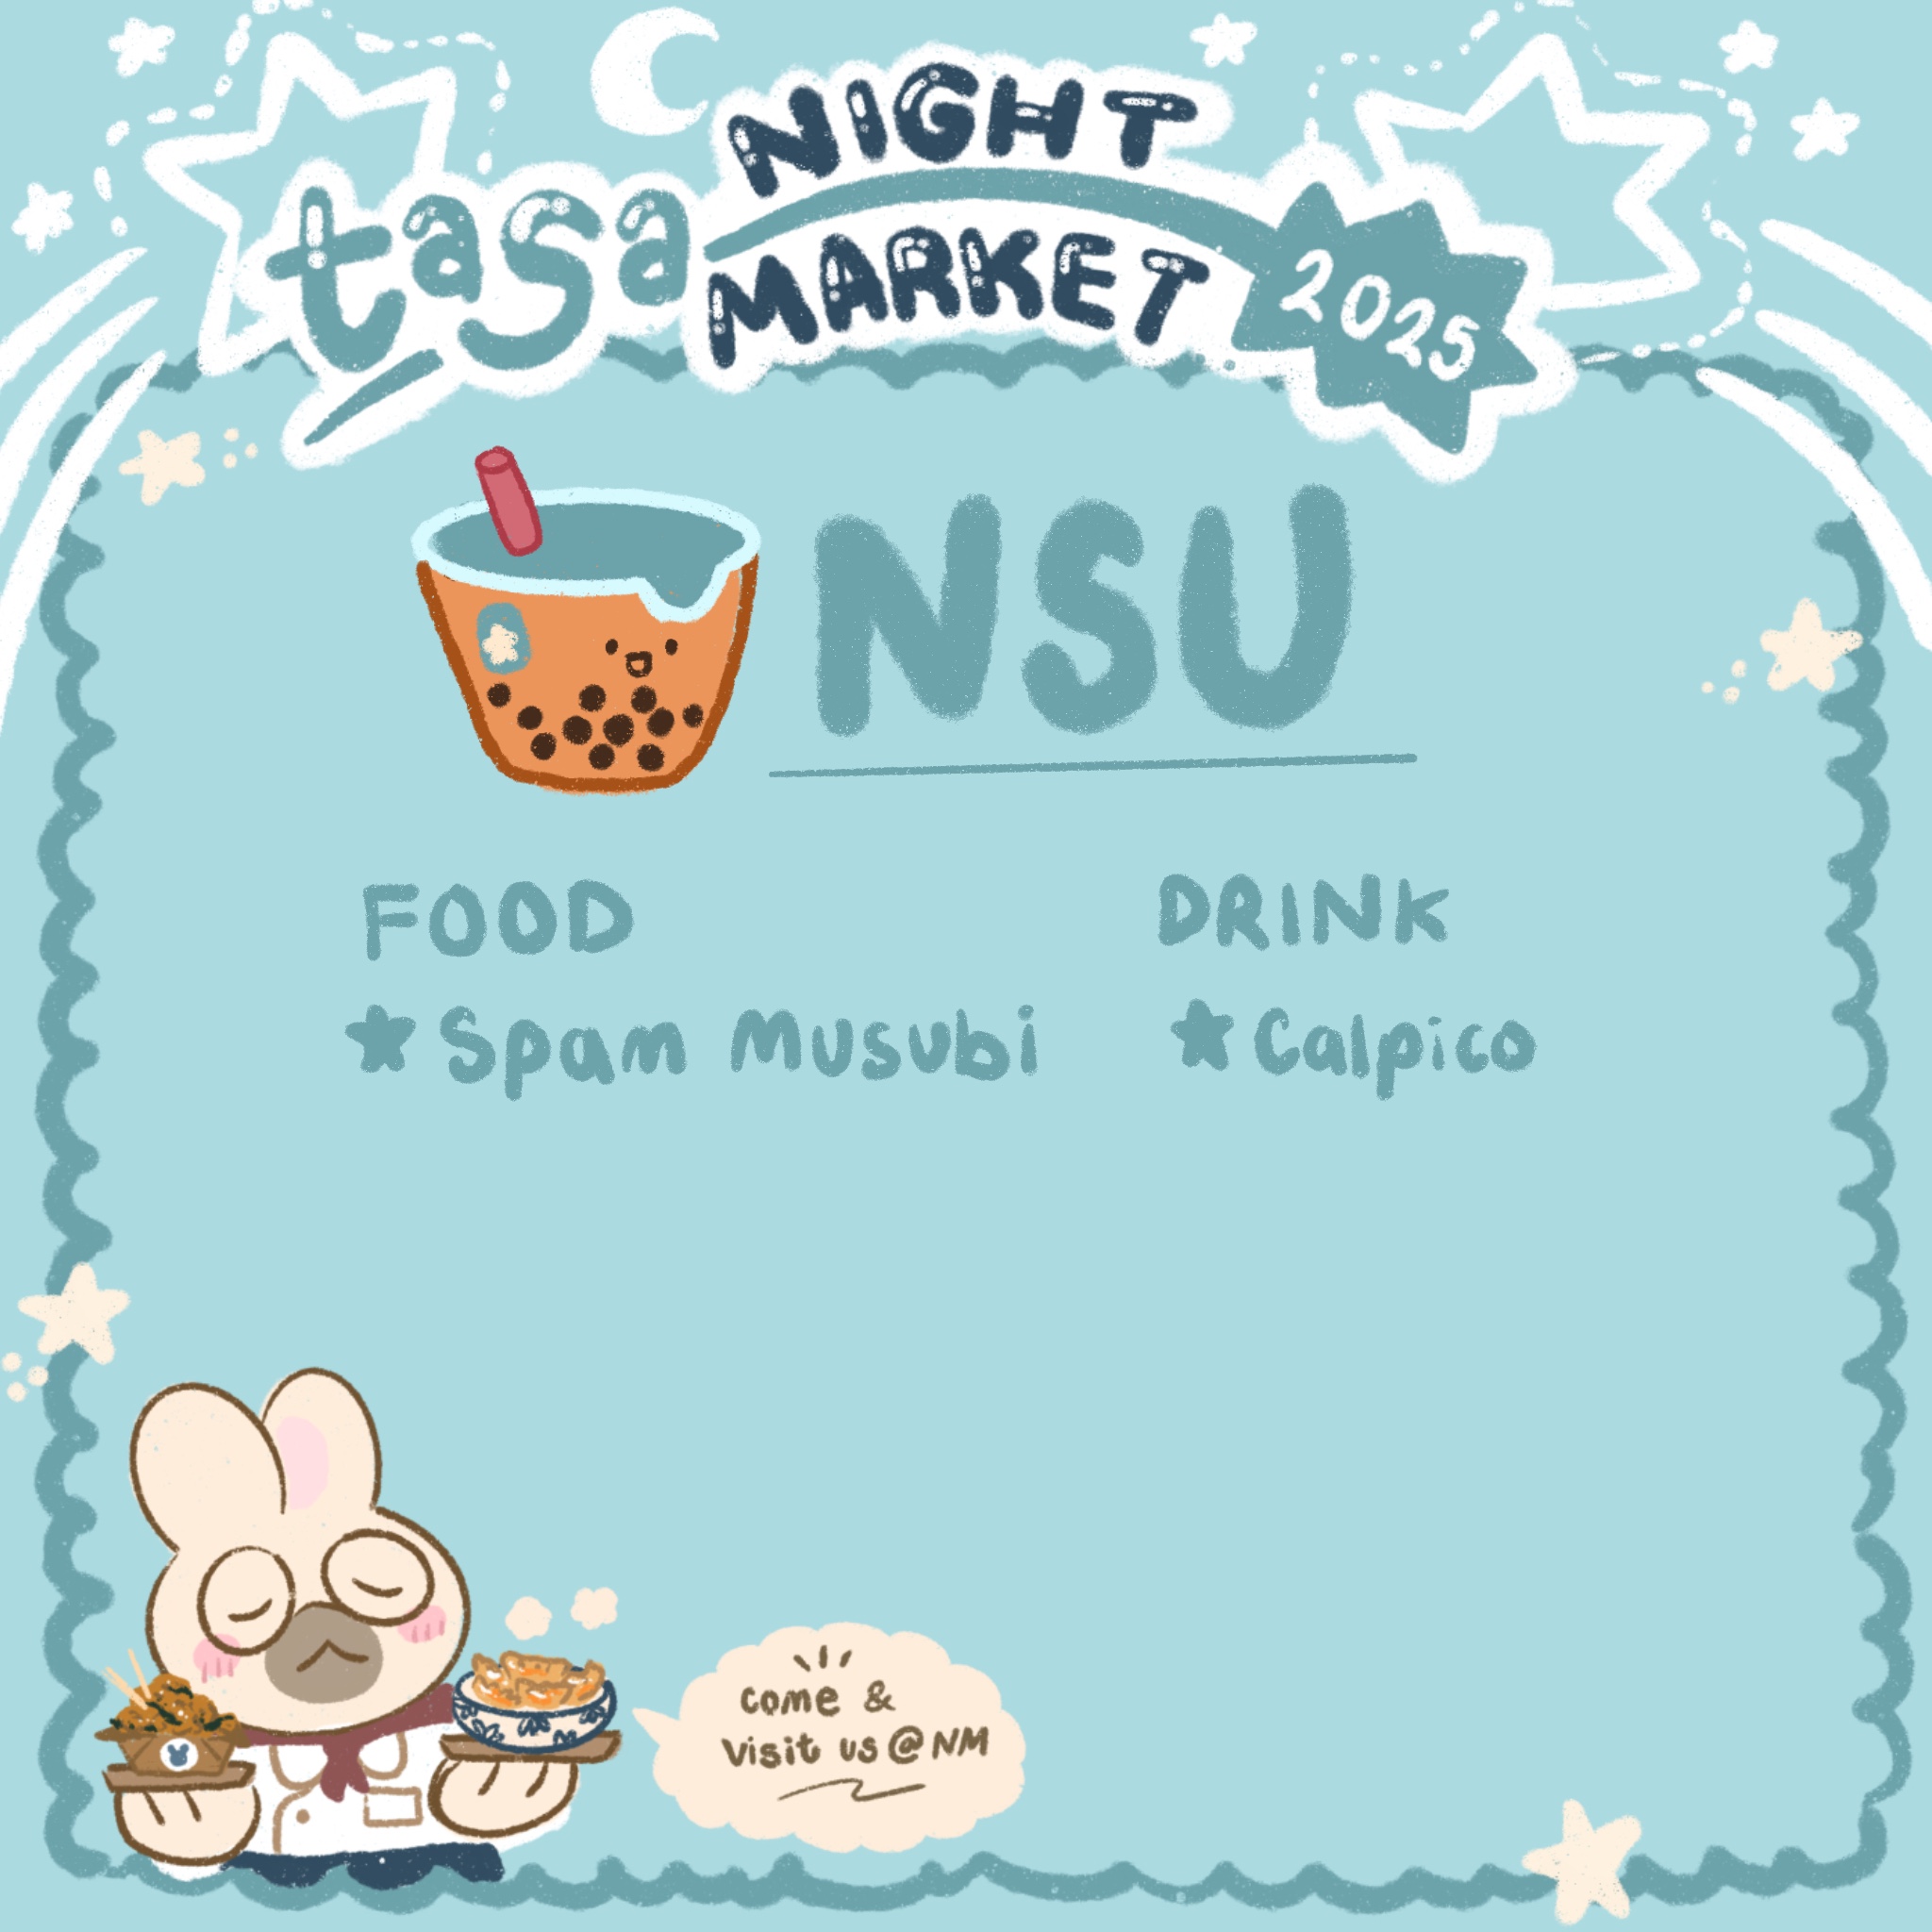 NIGHT
tasa
MARKET
2025
NSU
FOOD
DRINK
Spam Musubi
Calpico
come &
Visit us @ NM